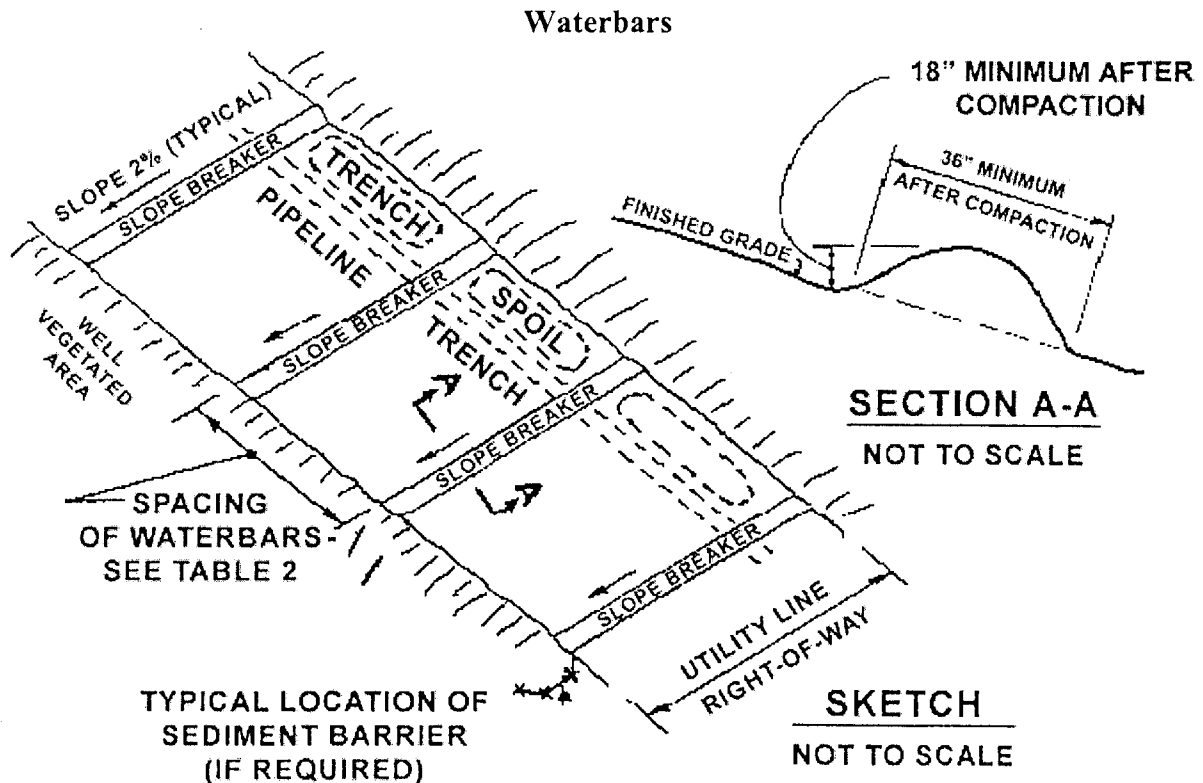 Waterbars
18" MINIMUM AFTER
COMPACTION
36" MINIMUM
AFTER COMPACTION
FINISHED GRADE
SECTION A-A
NOT TO SCALE
SLOPE 2% (TYPICAL)
SLOPE BREAKER
TRENCH
PIPELINE
SLOPE BREAKER
SPOIL
TRENCH
WELL
VEGETATED
AREA
A
SLOPE BREAKER
A
SPACING
OF WATERBARS-
SEE TABLE 2
SLOPE BREAKER
UTILITY LINE
RIGHT-OF-WAY
TYPICAL LOCATION OF
SEDIMENT BARRIER
(IF REQUIRED)
SKETCH
NOT TO SCALE